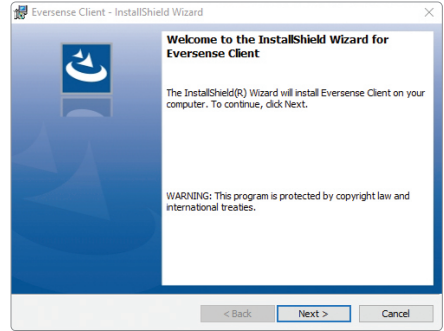 Eversense Client - InstallShield Wizard
Welcome to the InstallShield Wizard for
Eversense Client
The InstallShield(R) Wizard will install Eversense Client on your
computer. To continue, click Next.
WARNING: This program is protected by copyright law and
international treaties.
< Back
Next >
Cancel